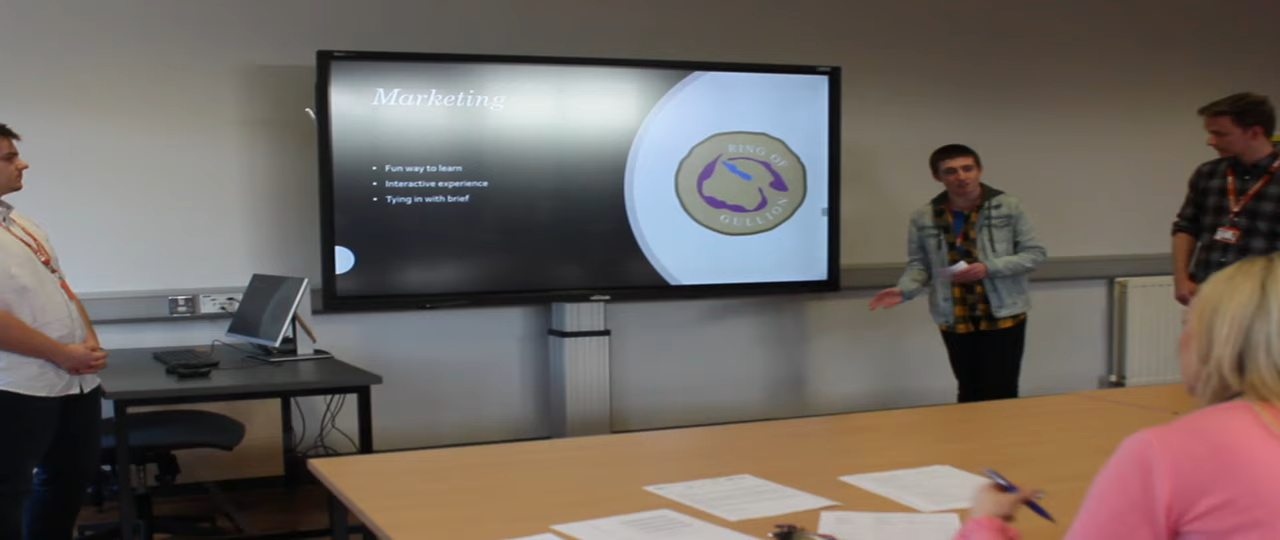 Marketing
• Fun way to learn
• Interactive experience
• Tying in with brief
RING OF
GULLION